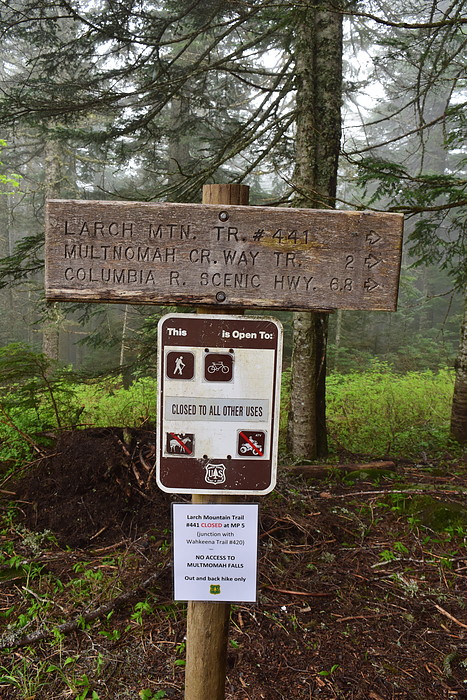 LARCH MTN. TR. #441
MULTNOMAH CR. WAY TR. 2
COLUMBIA R. SCENIC HWY. 6.8
This is Open To:
CLOSED TO ALL OTHER USES
UAS
Larch Mountain Trail
#441 CLOSED at MP 5
(junction with
Wahkeena Trail #420)
NO ACCESS TO
MULTMOMAH FALLS
Out and back hike only